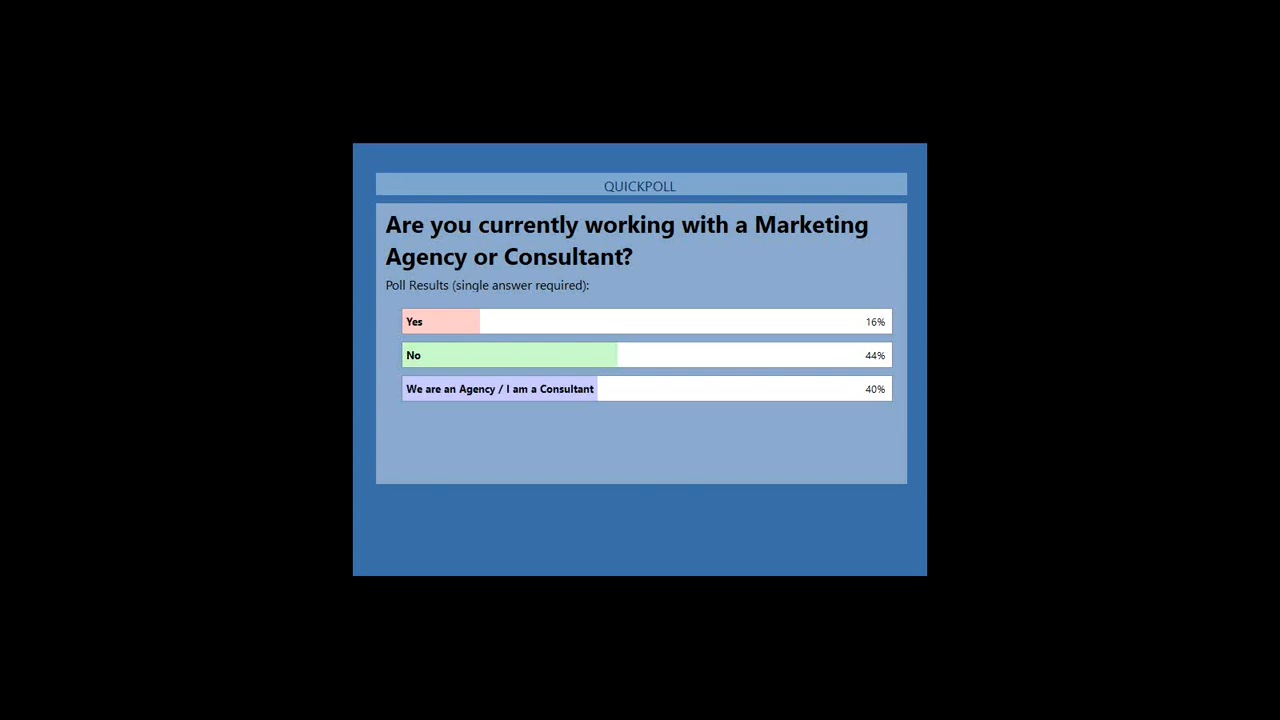 QUICKPOLL
Are you currently working with a Marketing
Agency or Consultant?
Poll Results (single answer required):
Yes 16%
No 44%
We are an Agency / I am a Consultant 40%